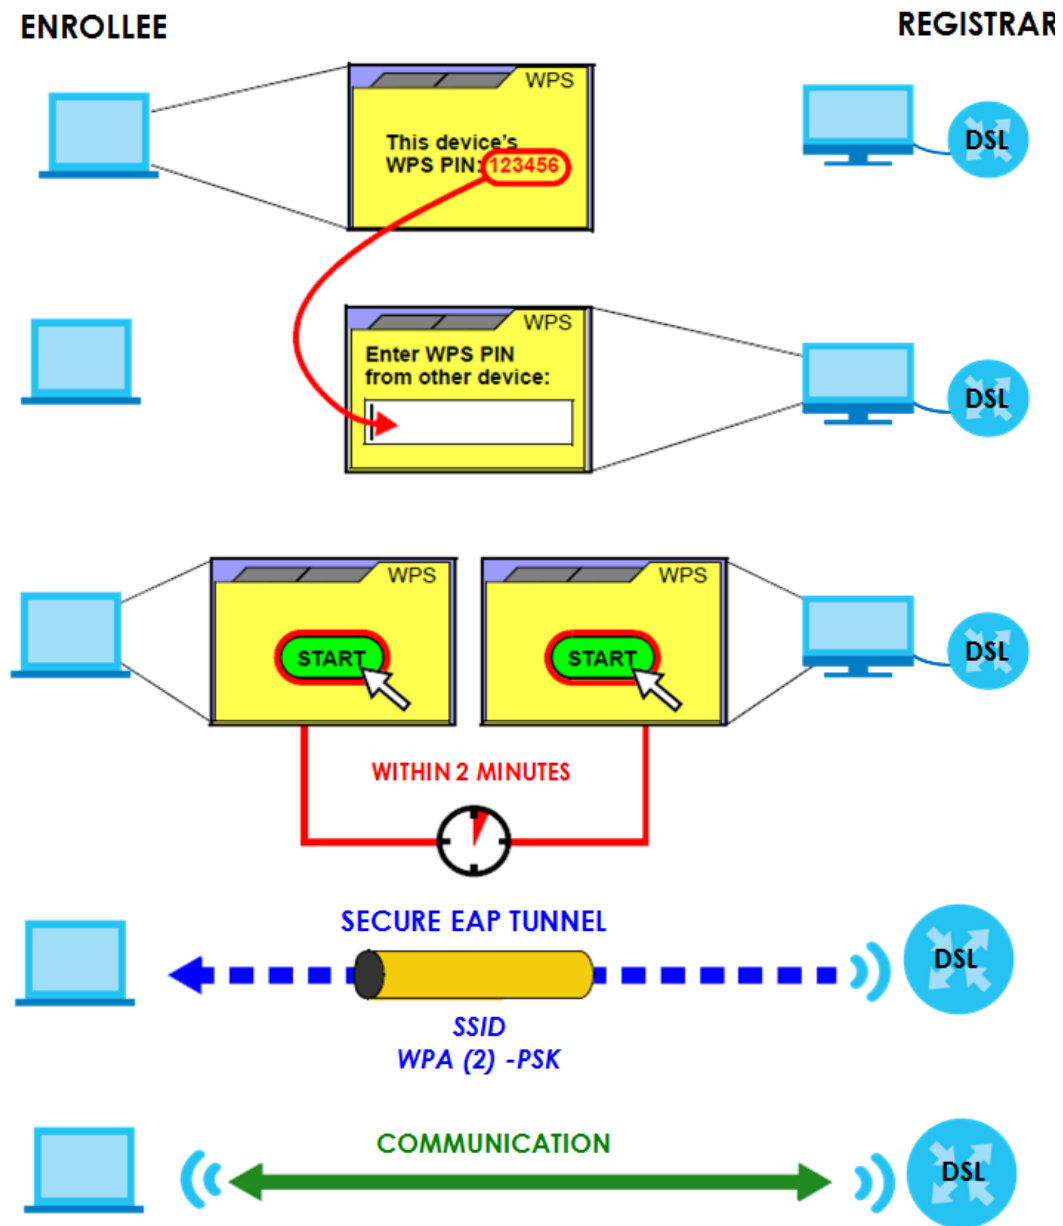 ENROLLEE
REGISTRAR
WPS
This device's
WPS PIN: 123456
DSL
WPS
Enter WPS PIN
from other device:
DSL
WPS
START
WPS
START
DSL
WITHIN 2 MINUTES
SECURE EAP TUNNEL
DSL
SSID
WPA (2) -PSK
COMMUNICATION
DSL